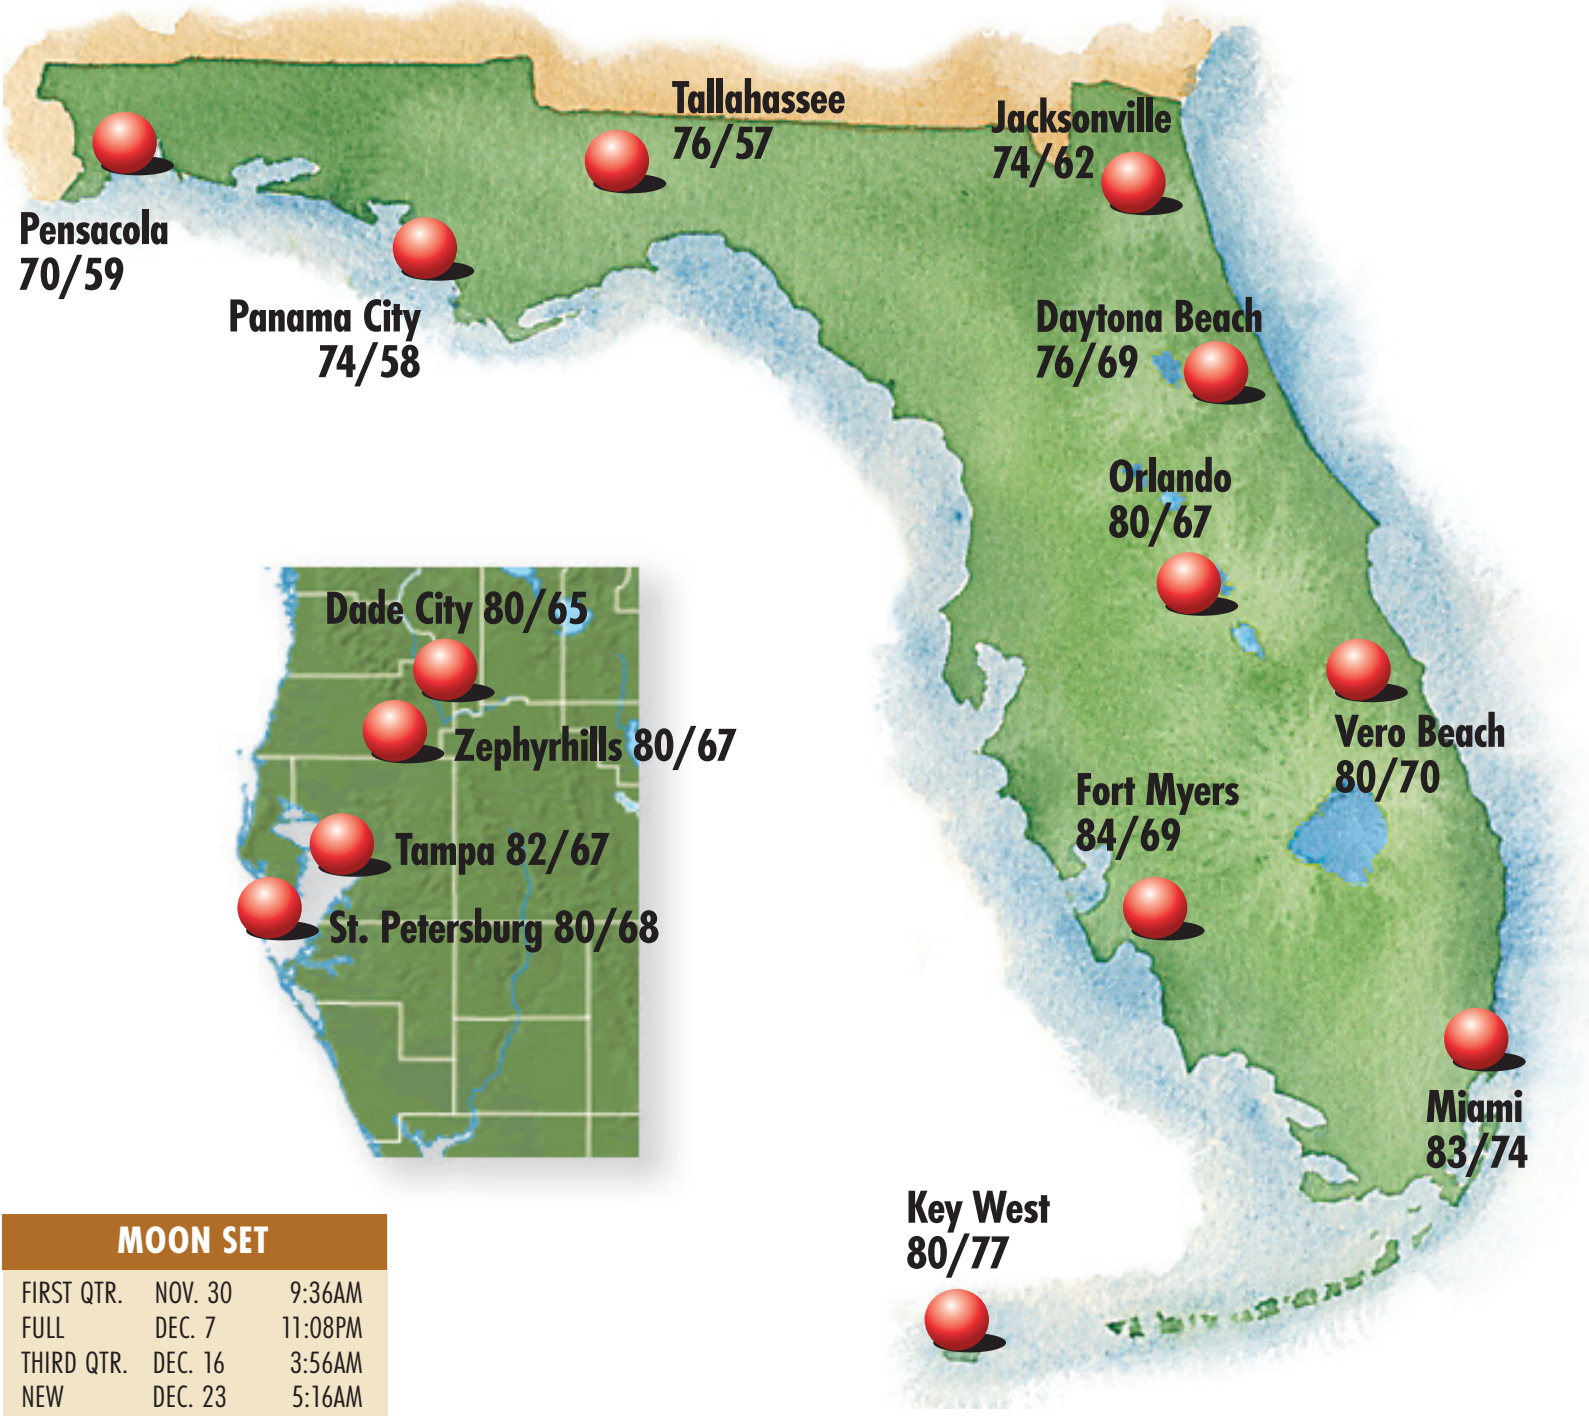 Tallahassee
76/57
Jacksonville
74/62
Pensacola
70/59
Panama City
74/58
Daytona Beach
76/69
Orlando
80/67
Dade City 80/65
Zephyrhills 80/67
Vero Beach
80/70
Fort Myers
84/69
Tampa 82/67
St. Petersburg 80/68
Miami
83/74
Key West
80/77
MOON SET
FIRST QTR. NOV. 30 9:36AM
FULL DEC. 7 11:08PM
THIRD QTR. DEC. 16 3:56AM
NEW DEC. 23 5:16AM